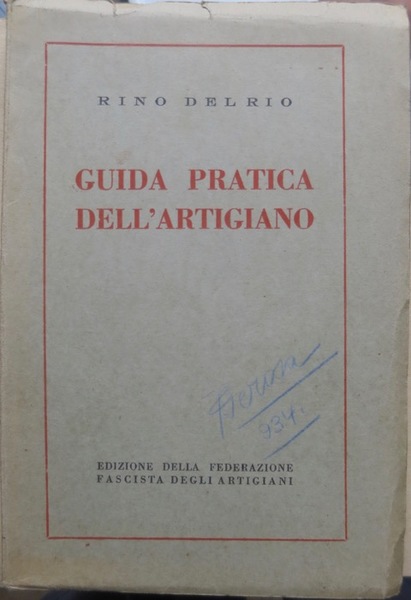 RINO DELRIO
GUIDA PRATICA
DELL'ARTIGIANO
934.
EDIZIONE DELLA FEDERAZIONE
FASCISTA DEGLI ARTIGIANI